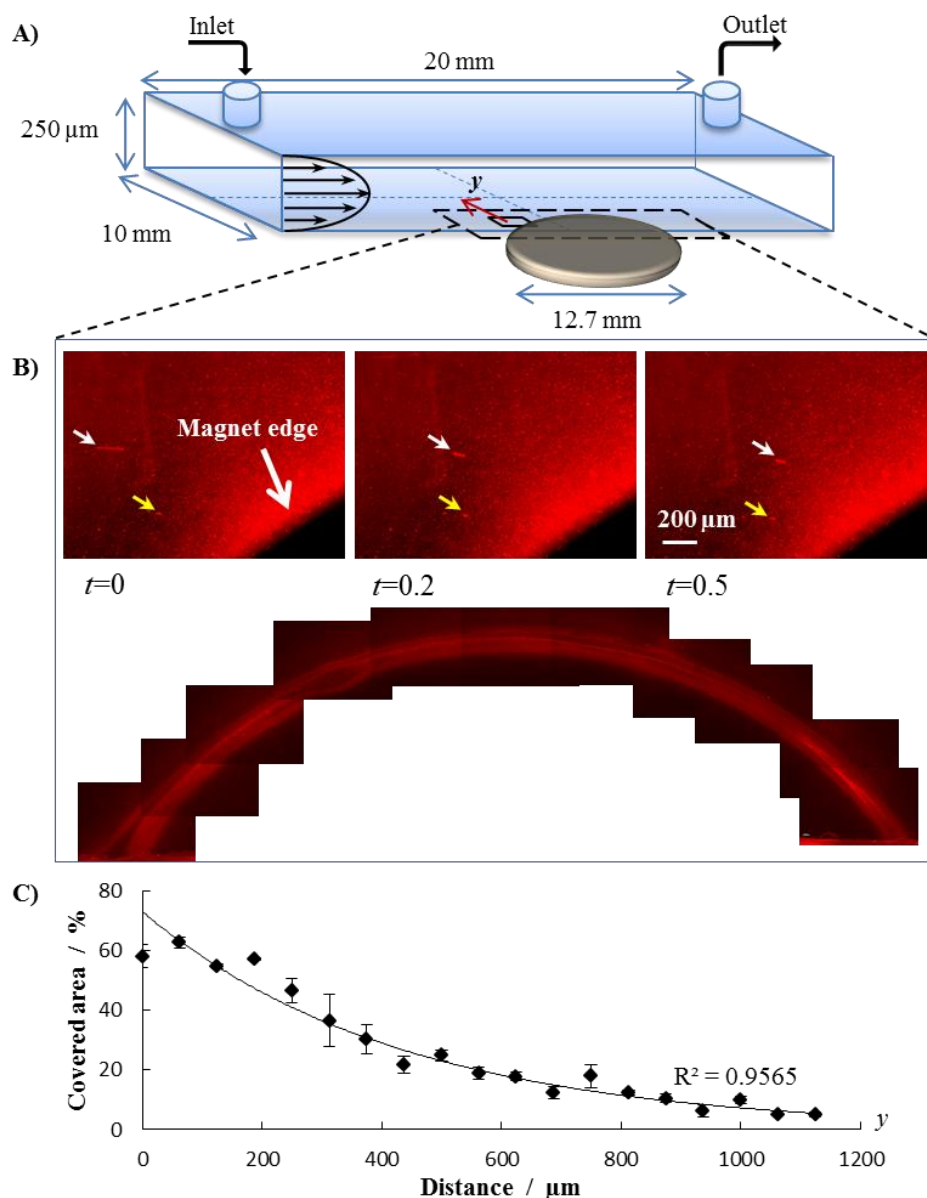 A)
Inlet
Outlet
20 mm
250 µm
y
10 mm
12.7 mm
B)
Magnet edge
200 µm
t=0
t=0.2
t=0.5
C)
80
60
40
20
0
Covered area / %
R² = 0.9565
y
0
200
400
600
800
1000
1200
Distance / µm